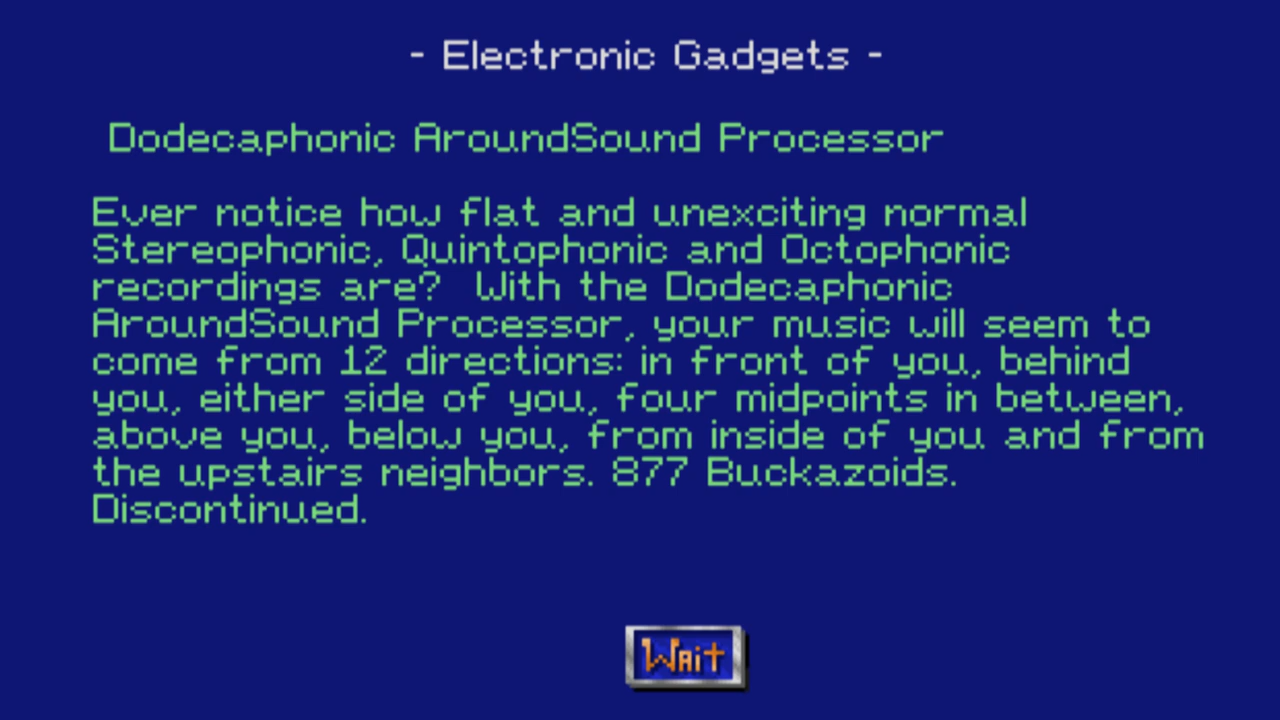 - Electronic Gadgets -
Dodecaphonic AroundSound Processor
Ever notice how flat and unexciting normal
Stereophonic, Quintophonic and Octophonic
recordings are?  With the Dodecaphonic
AroundSound Processor, your music will seem to
come from 12 directions: in front of you, behind
you, either side of you, four midpoints in between,
above you, below you, from inside of you and from
the upstairs neighbors. 877 Buckazoids.
Discontinued.
Wait